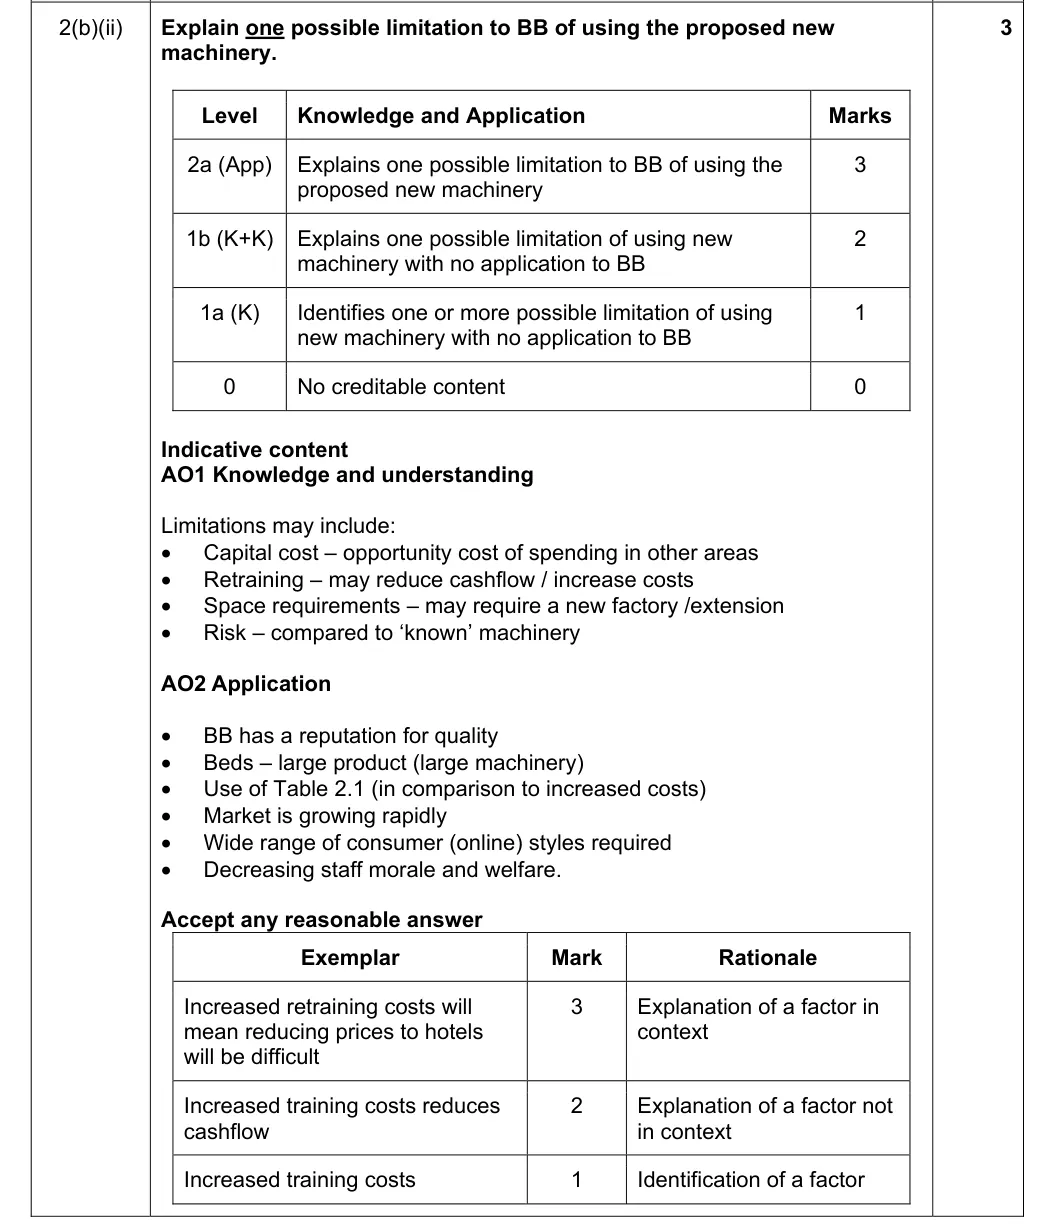 2(b)(ii) Explain one possible limitation to BB of using the proposed new 3
machinery.
Level Knowledge and Application Marks
2a (App) Explains one possible limitation to BB of using the 3
proposed new machinery
1b (K+K) Explains one possible limitation of using new 2
machinery with no application to BB
1a (K) Identifies one or more possible limitation of using 1
new machinery with no application to BB
0 No creditable content 0
Indicative content
AO1 Knowledge and understanding
Limitations may include:
• Capital cost – opportunity cost of spending in other areas
• Retraining – may reduce cashflow / increase costs
• Space requirements – may require a new factory /extension
• Risk – compared to ‘known’ machinery
AO2 Application
• BB has a reputation for quality
• Beds – large product (large machinery)
• Use of Table 2.1 (in comparison to increased costs)
• Market is growing rapidly
• Wide range of consumer (online) styles required
• Decreasing staff morale and welfare.
Accept any reasonable answer
Exemplar Mark Rationale
Increased retraining costs will 3 Explanation of a factor in
mean reducing prices to hotels context
will be difficult
Increased training costs reduces 2 Explanation of a factor not
cashflow in context
Increased training costs 1 Identification of a factor